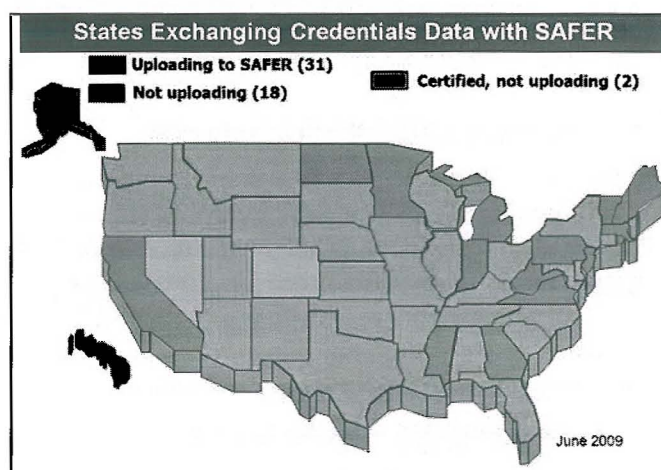 States Exchanging Credentials Data with SAFER
Uploading to SAFER (31)
Certified, not uploading (2)
Not uploading (18)
June 2009